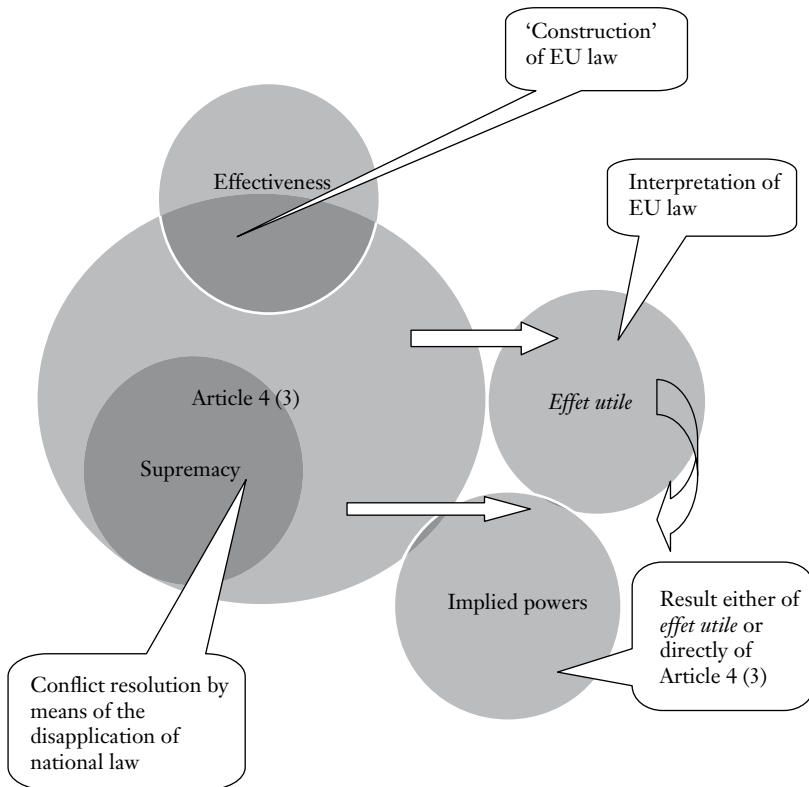 ‘Construction’
of EU law
Effectiveness
Interpretation of
EU law
Article 4 (3)
Effet utile
Supremacy
Implied powers
Result either of
effet utile or
directly of
Article 4 (3)
Conflict resolution by
means of the
disapplication of
national law